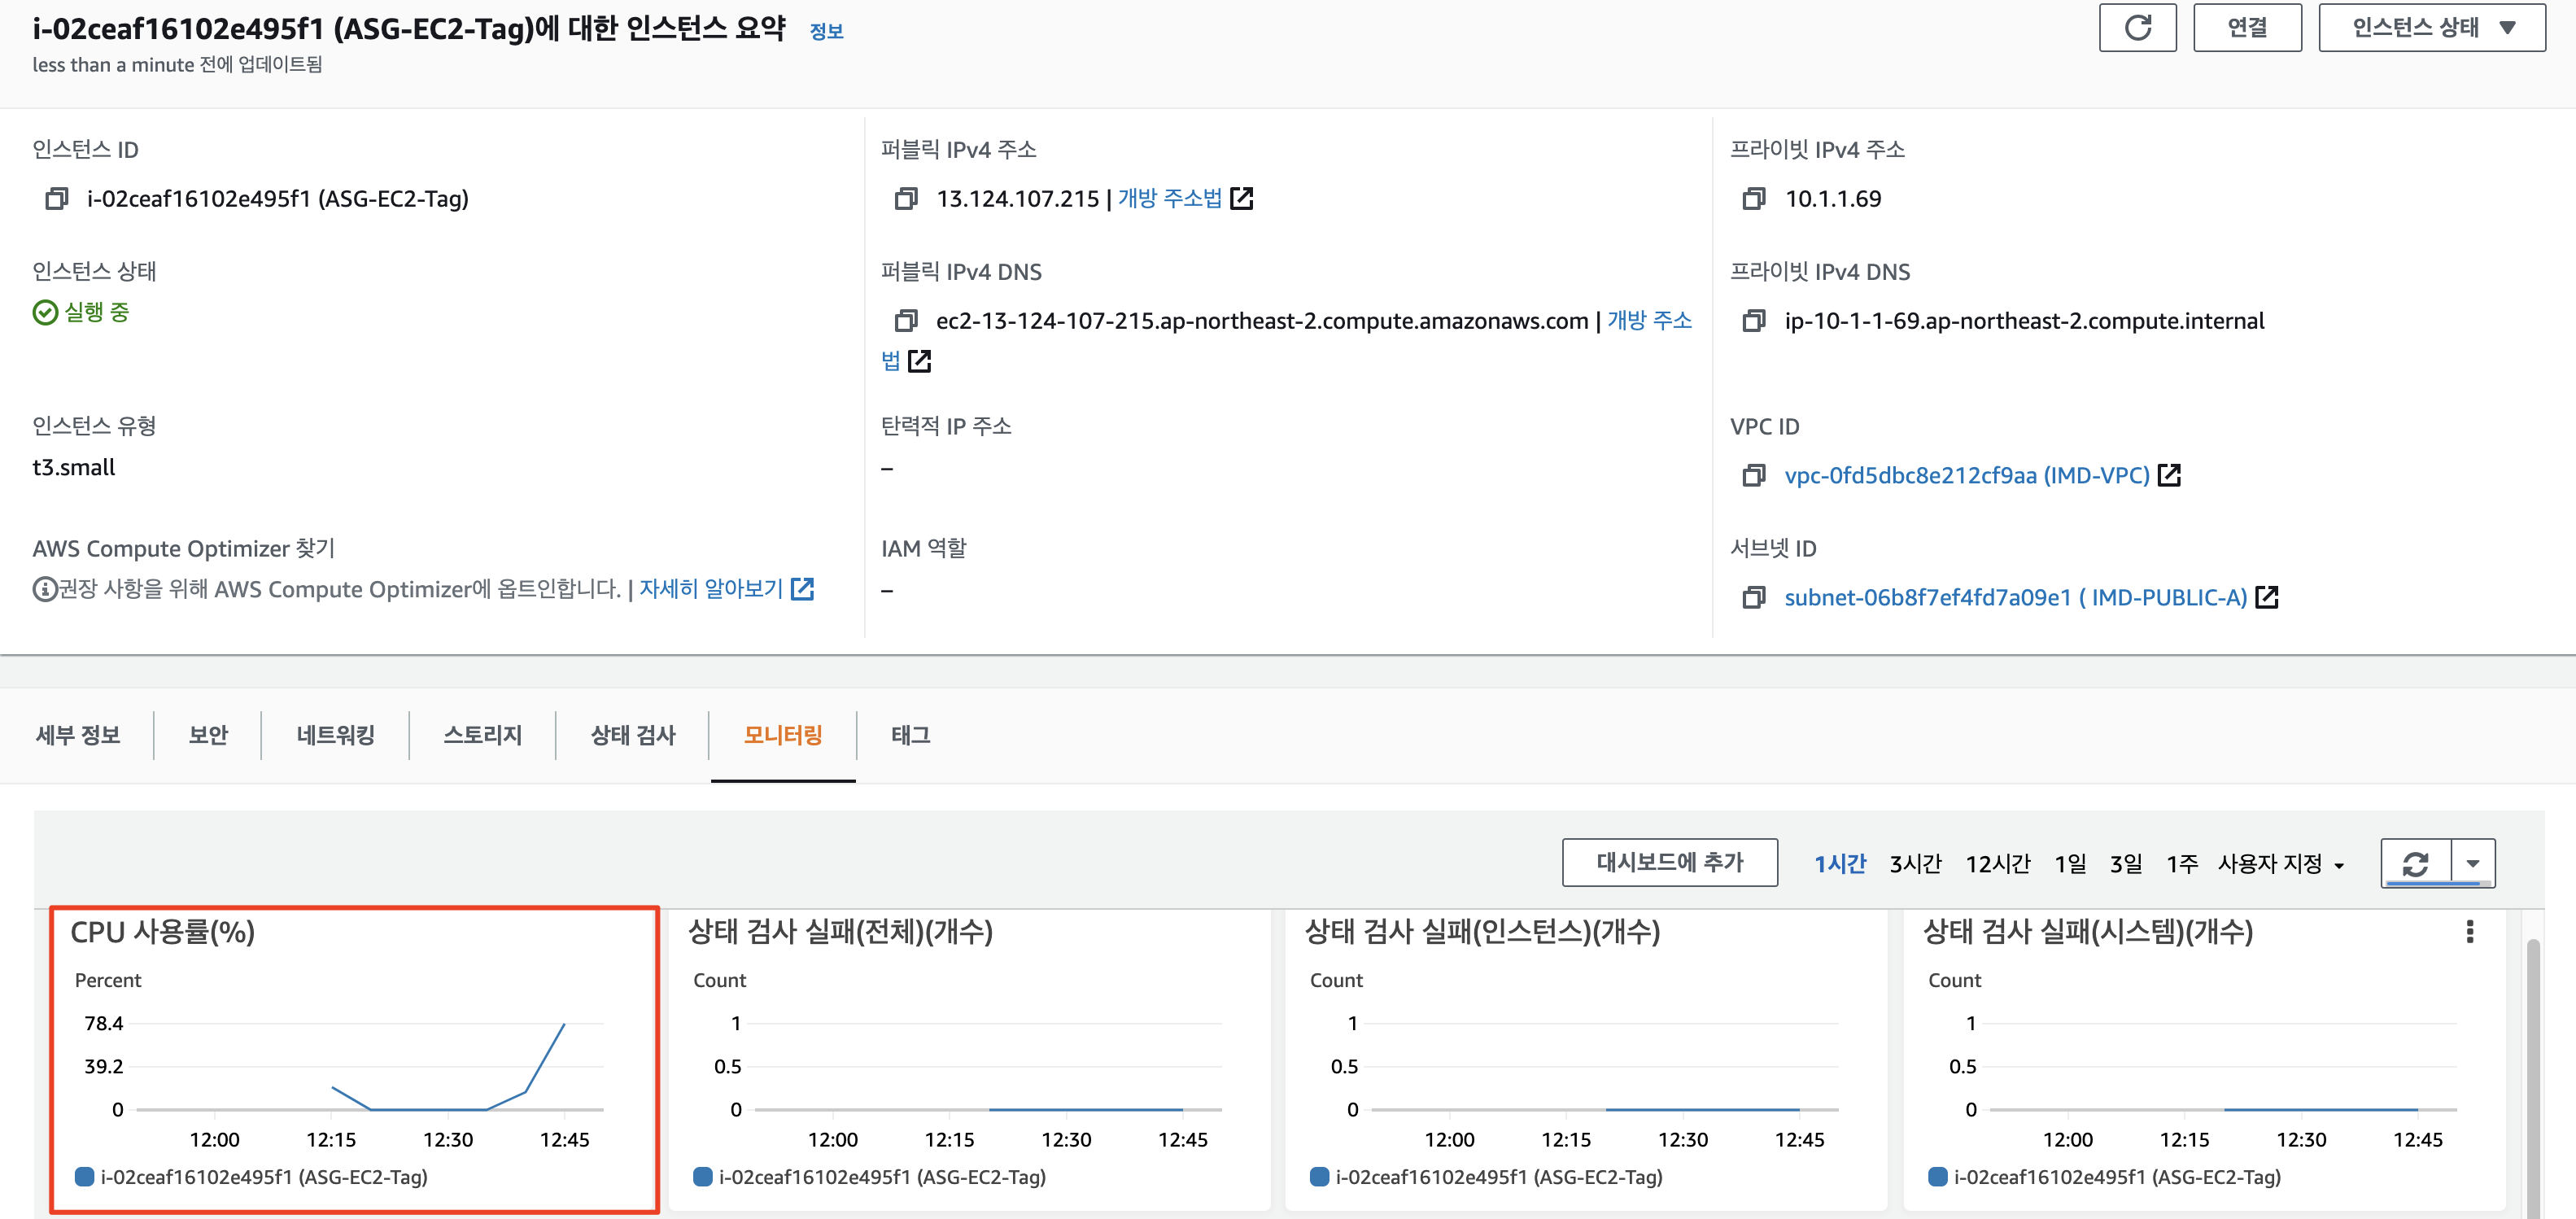 i-02ceaf16102e495f1 (ASG-EC2-Tag)에 대한 인스턴스 요약 정보
less than a minute 전에 업데이트됨
연결
인스턴스 상태
인스턴스 ID
i-02ceaf16102e495f1 (ASG-EC2-Tag)
퍼블릭 IPv4 주소
13.124.107.215 | 개방 주소법
프라이빗 IPv4 주소
10.1.1.69
인스턴스 상태
실행 중
퍼블릭 IPv4 DNS
ec2-13-124-107-215.ap-northeast-2.compute.amazonaws.com | 개방 주소
법
프라이빗 IPv4 DNS
ip-10-1-1-69.ap-northeast-2.compute.internal
인스턴스 유형
t3.small
탄력적 IP 주소
–
VPC ID
vpc-0fd5dbc8e212cf9aa (IMD-VPC)
AWS Compute Optimizer 찾기
권장 사항을 위해 AWS Compute Optimizer에 옵트인합니다. | 자세히 알아보기
IAM 역할
–
서브넷 ID
subnet-06b8f7ef4fd7a09e1 ( IMD-PUBLIC-A)
세부 정보
보안
네트워킹
스토리지
상태 검사
모니터링
태그
대시보드에 추가
1시간 3시간 12시간 1일 3일 1주 사용자 지정
CPU 사용률(%)
Percent
78.4
39.2
0
12:00 12:15 12:30 12:45
i-02ceaf16102e495f1 (ASG-EC2-Tag)
상태 검사 실패(전체)(개수)
Count
1
0.5
0
12:00 12:15 12:30 12:45
i-02ceaf16102e495f1 (ASG-EC2-Tag)
상태 검사 실패(인스턴스)(개수)
Count
1
0.5
0
12:00 12:15 12:30 12:45
i-02ceaf16102e495f1 (ASG-EC2-Tag)
상태 검사 실패(시스템)(개수)
Count
1
0.5
0
12:00 12:15 12:30 12:45
i-02ceaf16102e495f1 (ASG-EC2-Tag)